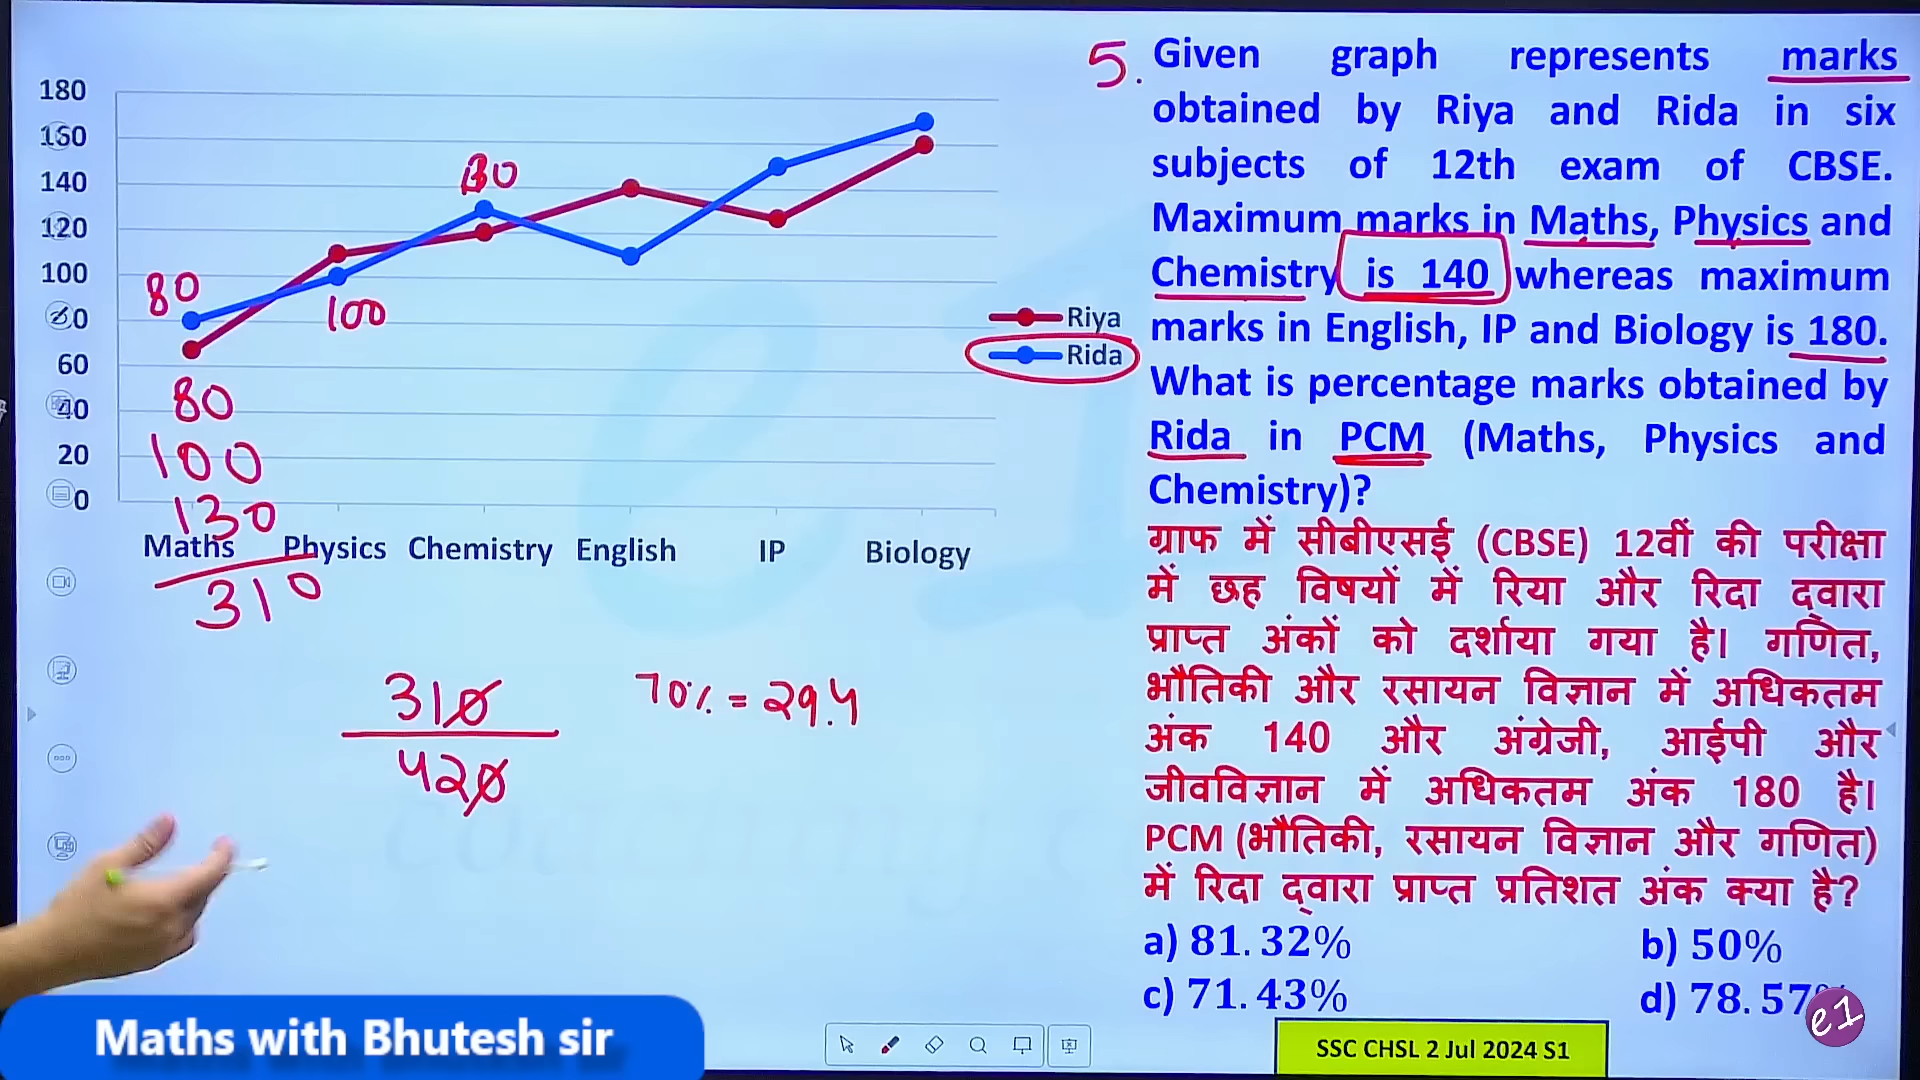 5. Given graph represents marks
obtained by Riya and Rida in six
subjects of 12th exam of CBSE.
Maximum marks in Maths, Physics and
Chemistry is 140 whereas maximum
marks in English, IP and Biology is 180.
What is percentage marks obtained by
Rida in PCM (Maths, Physics and
Chemistry)?
ग्राफ में सीबीएसई (CBSE) 12वीं की परीक्षा
में छह विषयों में रिया और रिदा द्वारा
प्राप्त अंकों को दर्शाया गया है। गणित,
भौतिकी और रसायन विज्ञान में अधिकतम
अंक 140 और अंग्रेजी, आईपी और
जीवविज्ञान में अधिकतम अंक 180 है।
PCM (भौतिकी, रसायन विज्ञान और गणित)
में रिदा द्वारा प्राप्त प्रतिशत अंक क्या है?
a) 81.32% b) 50%
c) 71.43% d) 78.57%
180
160
140
120
100
60
40
20
0
Maths Physics Chemistry English IP Biology
Riya
Rida
80
100
130
80
100
130
310
310
420
70% = 29.4
Maths with Bhutesh sir
SSC CHSL 2 Jul 2024 S1
e1